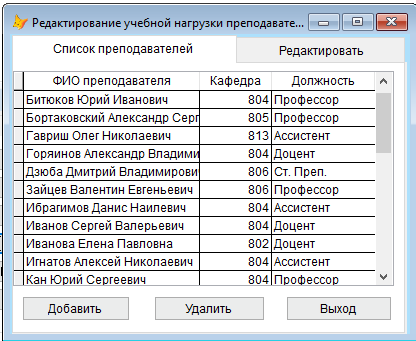 Редактирование учебной нагрузки преподавате...
Список преподавателей Редактировать
ФИО преподавателя Кафедра Должность
Битюков Юрий Иванович 804 Профессор
Бортаковский Александр Серг 805 Профессор
Гавриш Олег Николаевич 813 Ассистент
Горяинов Александр Владими 804 Доцент
Дзюба Дмитрий Владимирович 806 Ст. Преп.
Зайцев Валентин Евгеньевич 806 Профессор
Ибрагимов Данис Наилевич 804 Ассистент
Иванов Сергей Валерьевич 804 Доцент
Иванова Елена Павловна 802 Доцент
Игнатов Алексей Николаевич 804 Ассистент
Кан Юрий Сергеевич 804 Профессор
Добавить Удалить Выход